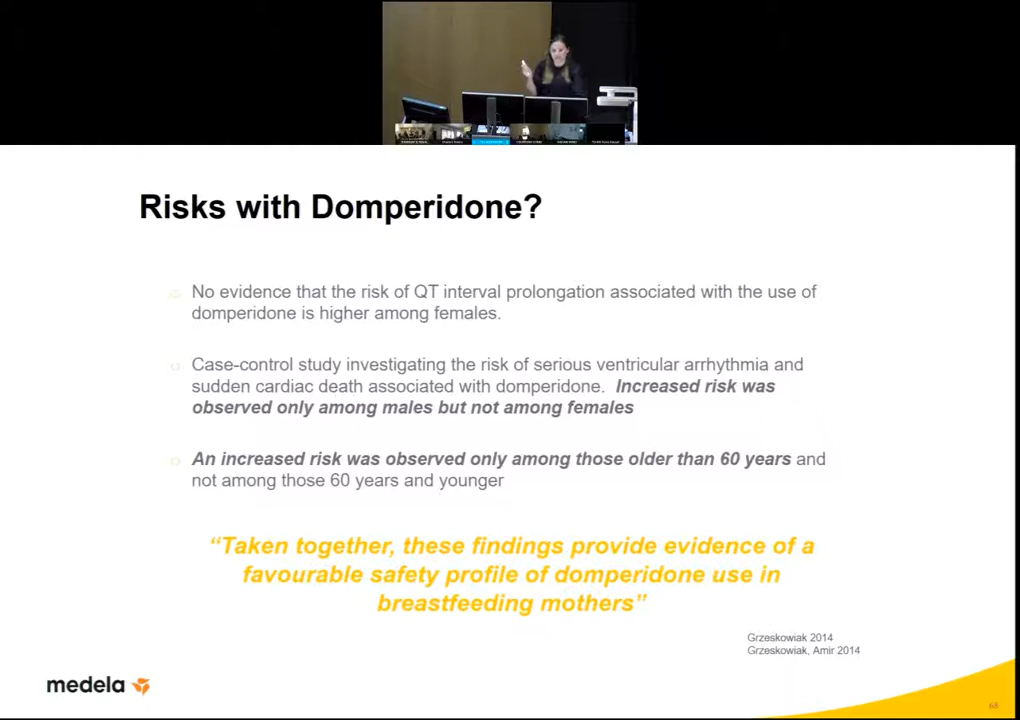 Risks with Domperidone?
No evidence that the risk of QT interval prolongation associated with the use of
domperidone is higher among females.
Case-control study investigating the risk of serious ventricular arrhythmia and
sudden cardiac death associated with domperidone. Increased risk was
observed only among males but not among females
An increased risk was observed only among those older than 60 years and
not among those 60 years and younger
“Taken together, these findings provide evidence of a
favourable safety profile of domperidone use in
breastfeeding mothers”
Grzeskowiak 2014
Grzeskowiak, Amir 2014
medela
68